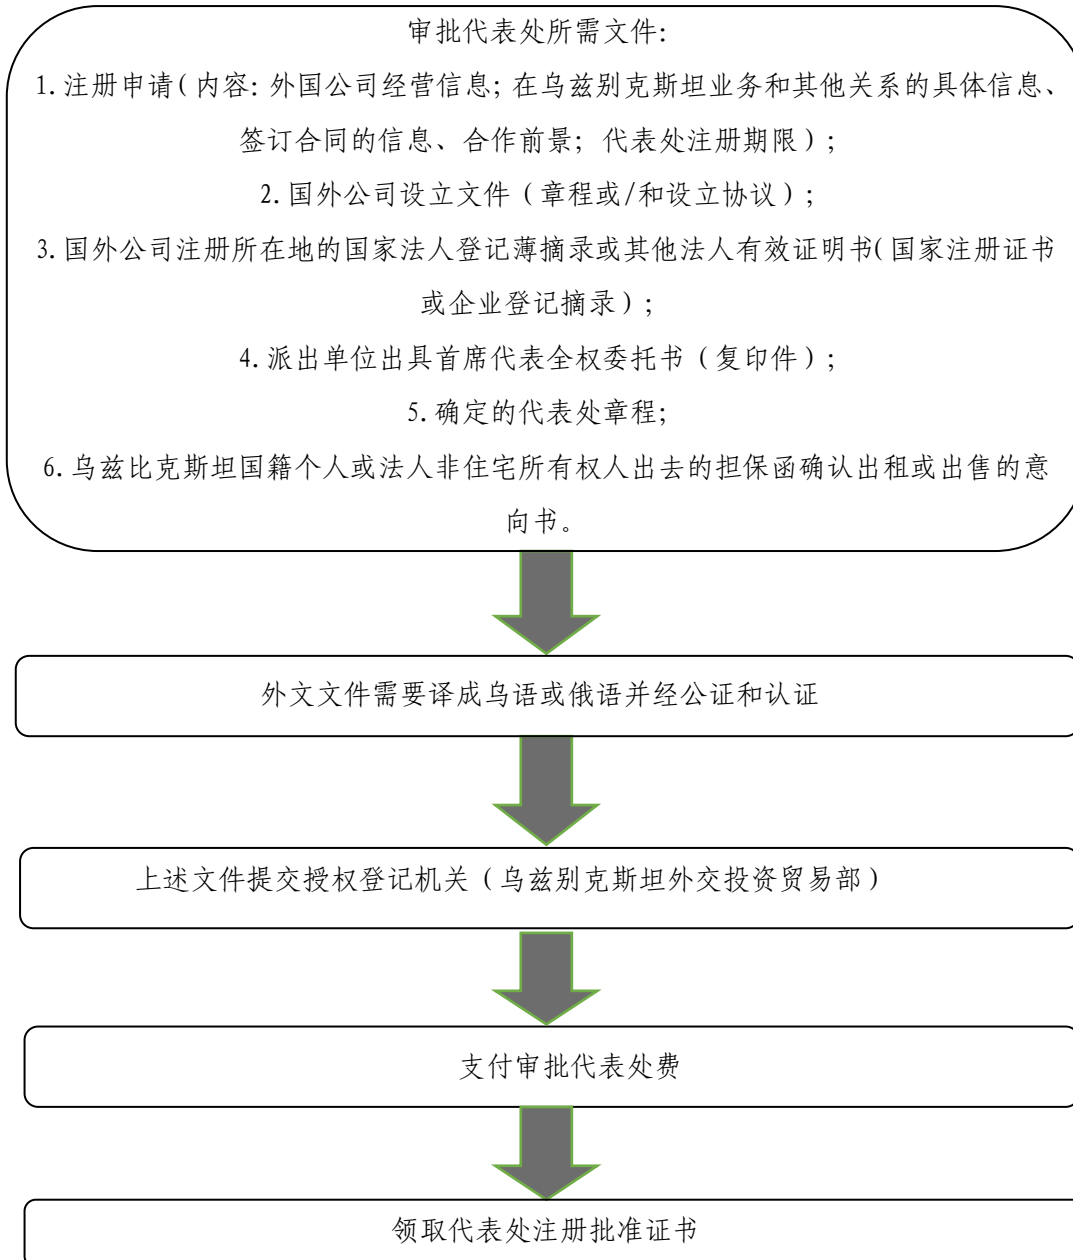 审批代表处所需文件:
1.注册申请(内容:外国公司经营信息;在乌兹别克斯坦业务和其他关系的具体信息、
签订合同的信息、合作前景;代表处注册期限);
2.国外公司设立文件(章程或/和设立协议);
3.国外公司注册所在地的国家法人登记薄摘录或其他法人有效证明书(国家注册证书
或企业登记摘录);
4.派出单位出具首席代表全权委托书(复印件);
5.确定的代表处章程;
6.乌兹比克斯坦国籍个人或法人非住宅所有权人出去的担保函确认出租或出售的意
向书。
外文文件需要译成乌语或俄语并经公证和认证
上述文件提交授权登记机关(乌兹别克斯坦外交投资贸易部)
支付审批代表处费
领取代表处注册批准证书